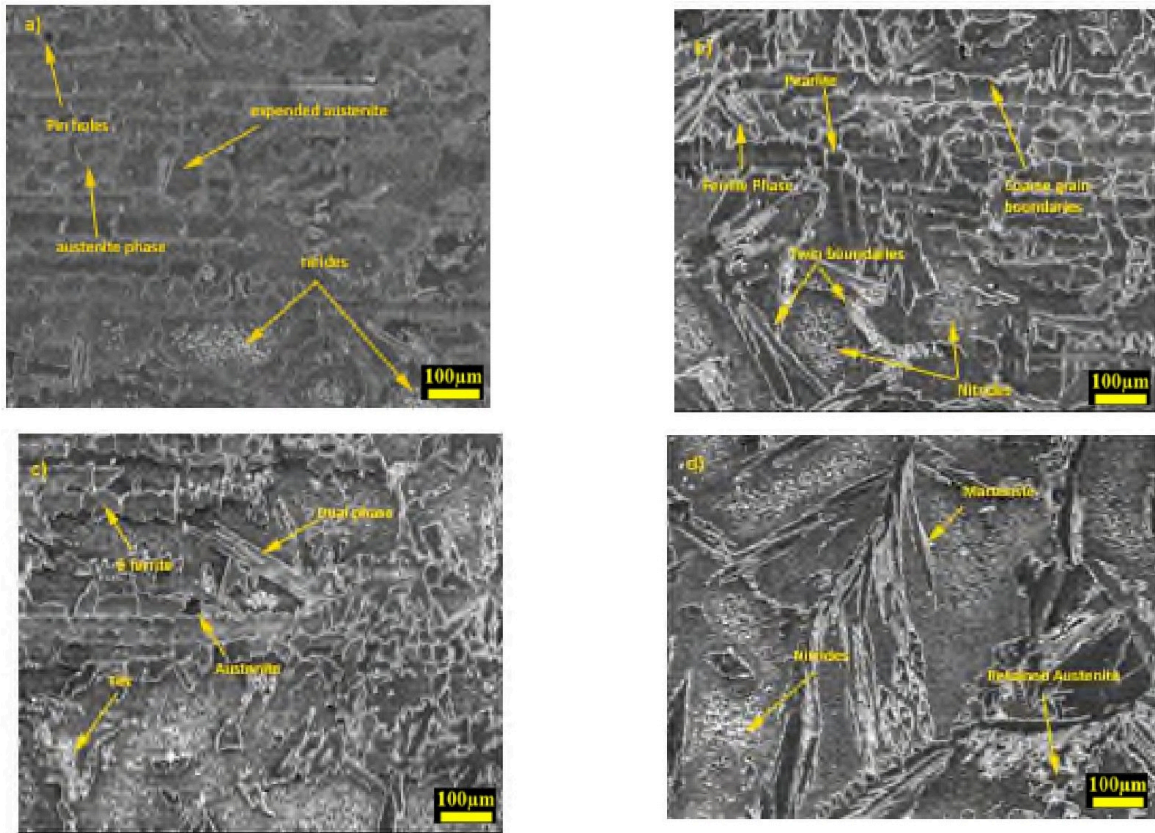 a)
expended austenite
Pin holes
austenite phase
nirides
100µm
b)
Pearlite
Ferrite Phase
Coarse grain
boundaries
Twin boundaries
Nitrides
100µm
c)
Dual phase
δ ferrite
Austenite
100µm
d)
Martensite
Nitrides
Retained Austenite
100µm